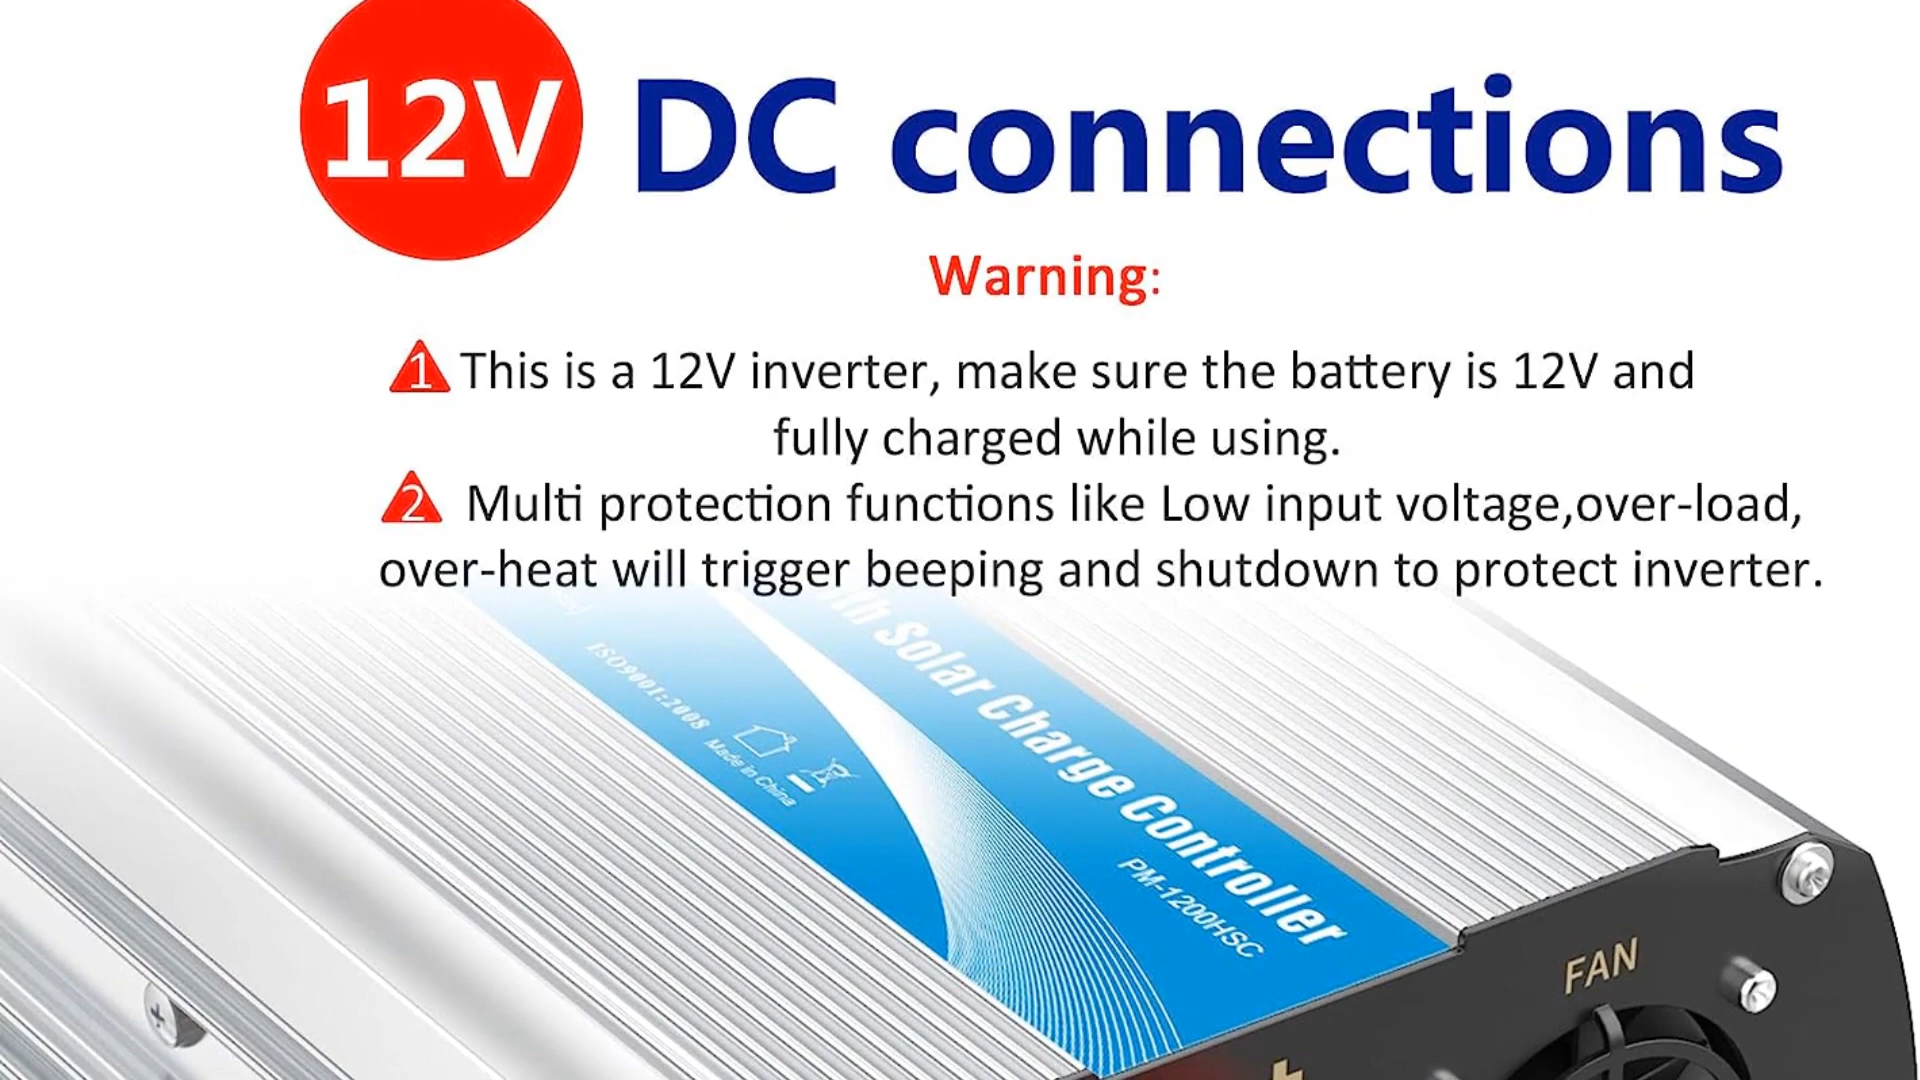 12V DC connections
Warning:
1 This is a 12V inverter, make sure the battery is 12V and
fully charged while using.
2 Multi protection functions like Low input voltage,over-load,
over-heat will trigger beeping and shutdown to protect inverter.
Solar Charge Controller
ISO9001:2008
Made in China
PM-1200HSC
FAN